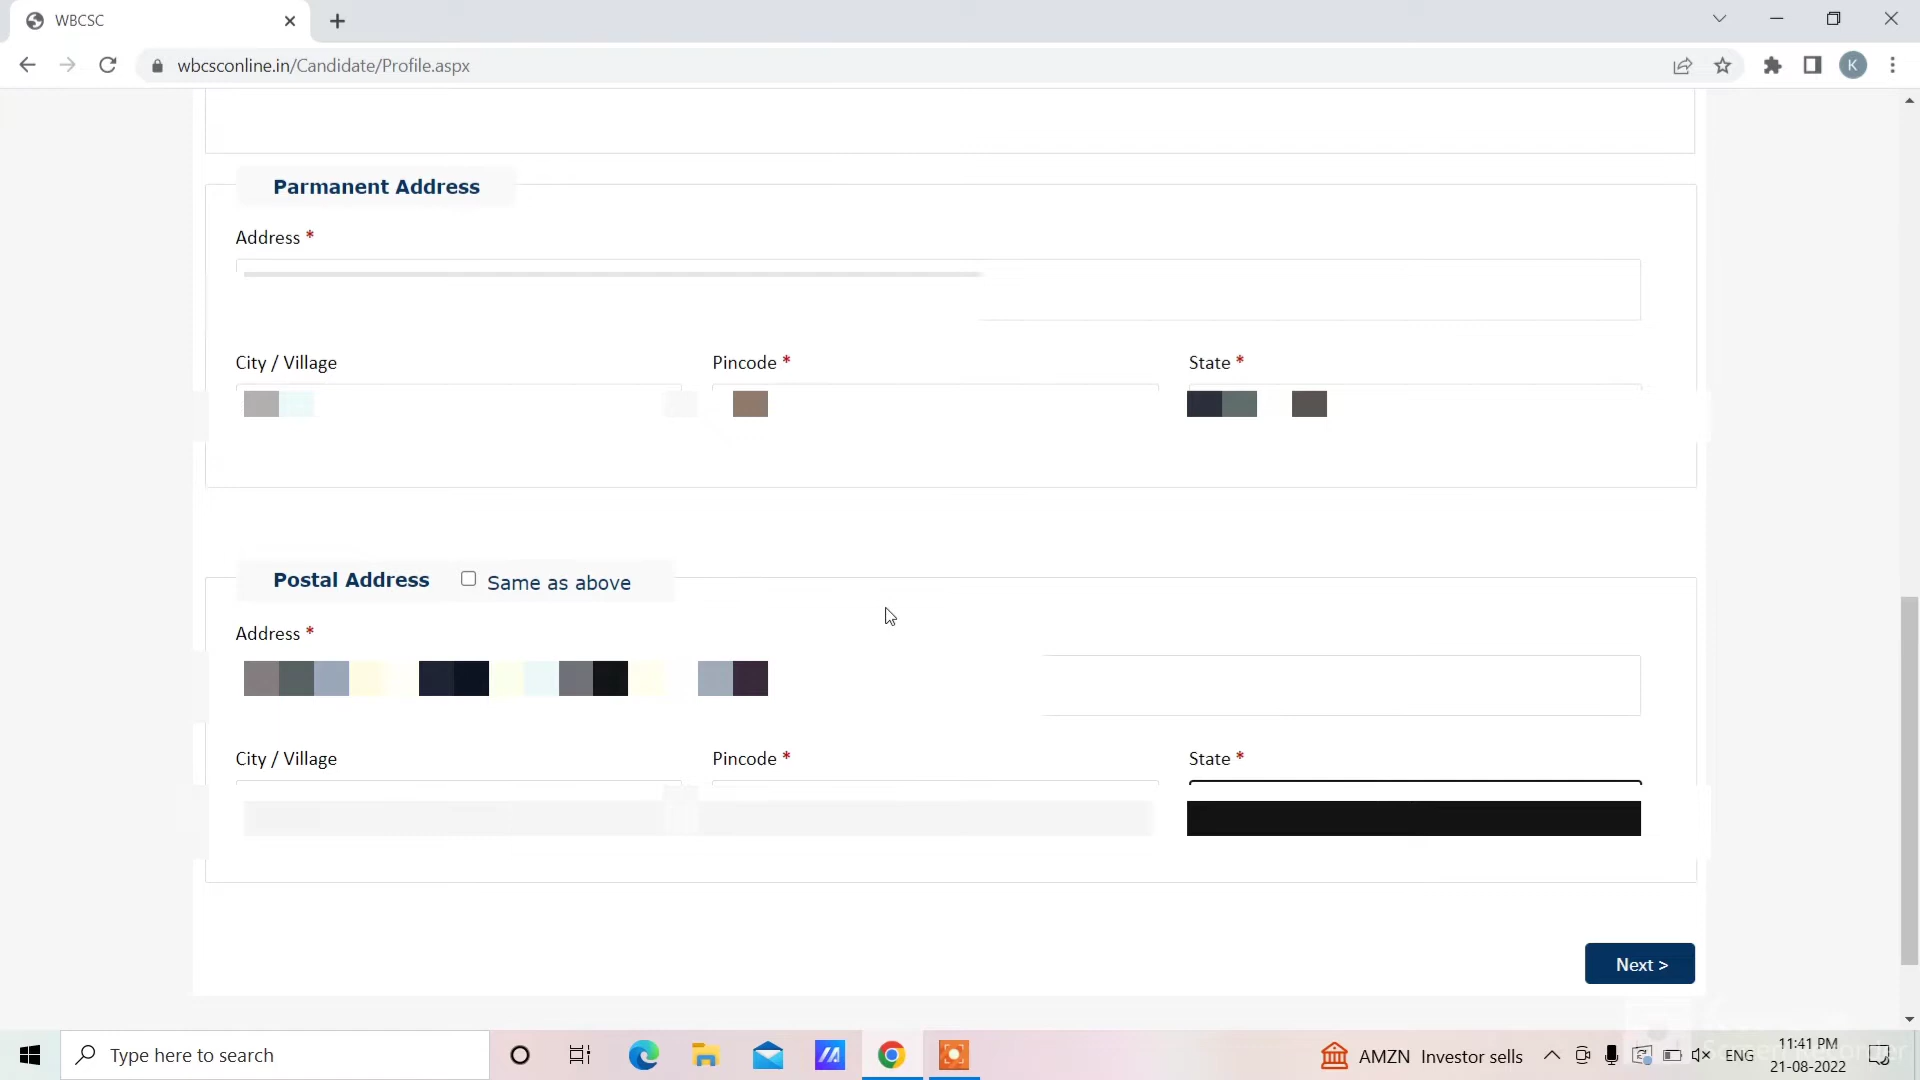 WBCSC
wbcsconline.in/Candidate/Profile.aspx
K
Parmanent Address
Address *
City / Village
Pincode *
State *
Postal Address
Same as above
Address *
City / Village
Pincode *
State *
Next >
Type here to search
AMZN Investor sells
ENG
11:41 PM
21-08-2022